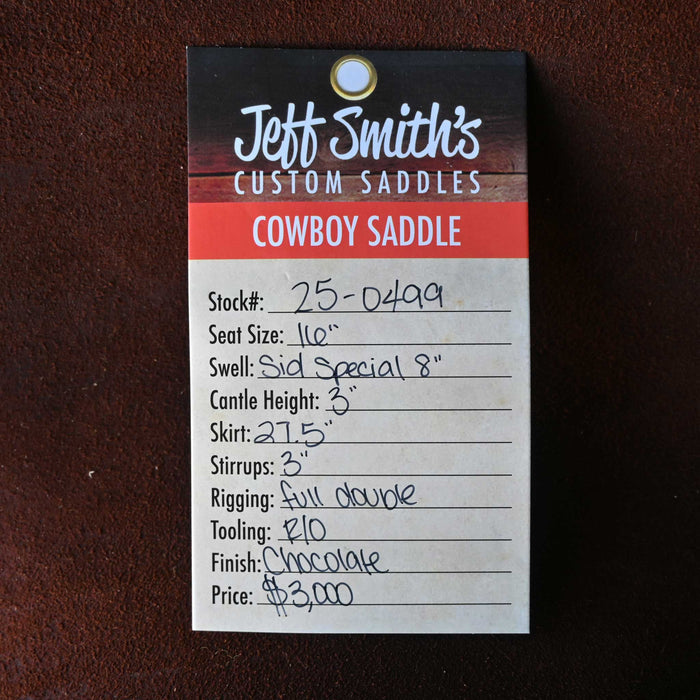 Jeff Smith's
CUSTOM SADDLES
COWBOY SADDLE
Stock#: 25-0499
Seat Size: 16"
Swell: Sid Special 8"
Cantle Height: 3"
Skirt: 27.5"
Stirrups: 3"
Rigging: full double
Tooling: R/O
Finish: Chocolate
Price: $3,000